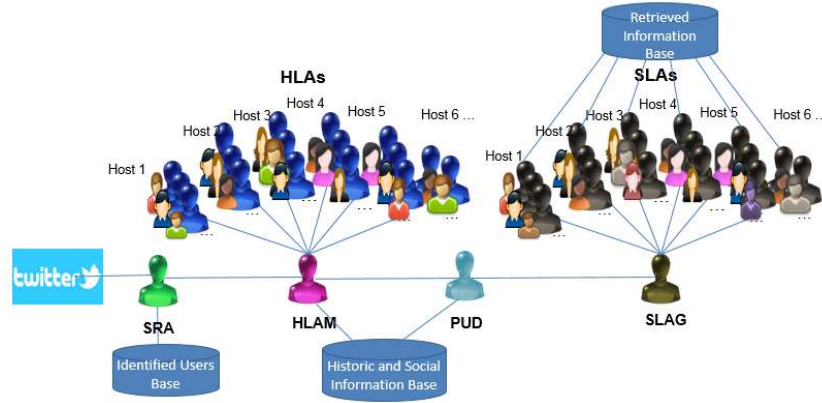 Retrieved
Information
Base
HLAs
SLAs
Host 1
Host 2
Host 3
Host 4
Host 5
Host 6 ...
...
...
...
...
...
...
Host 1
Host 2
Host 3
Host 4
Host 5
Host 6 ...
...
...
...
...
...
...
twitter
SRA
HLAM
PUD
SLAG
Identified Users
Base
Historic and Social
Information Base